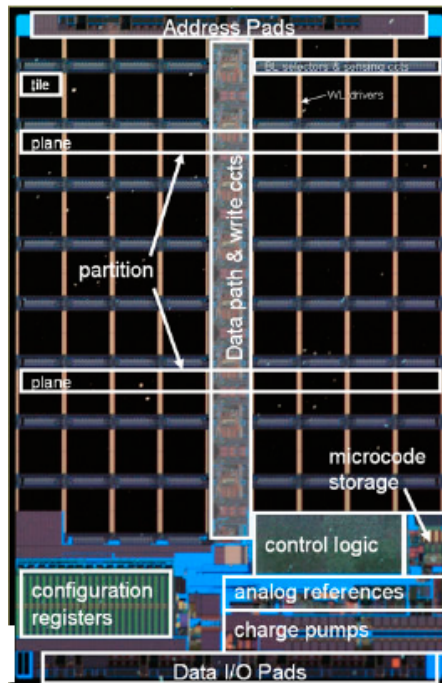 Address Pads
BL selectors & sensing ccts
tile
WL drivers
plane
Data path & write ccts
partition
plane
microcode
storage
control logic
configuration
registers
analog references
charge pumps
Data I/O Pads